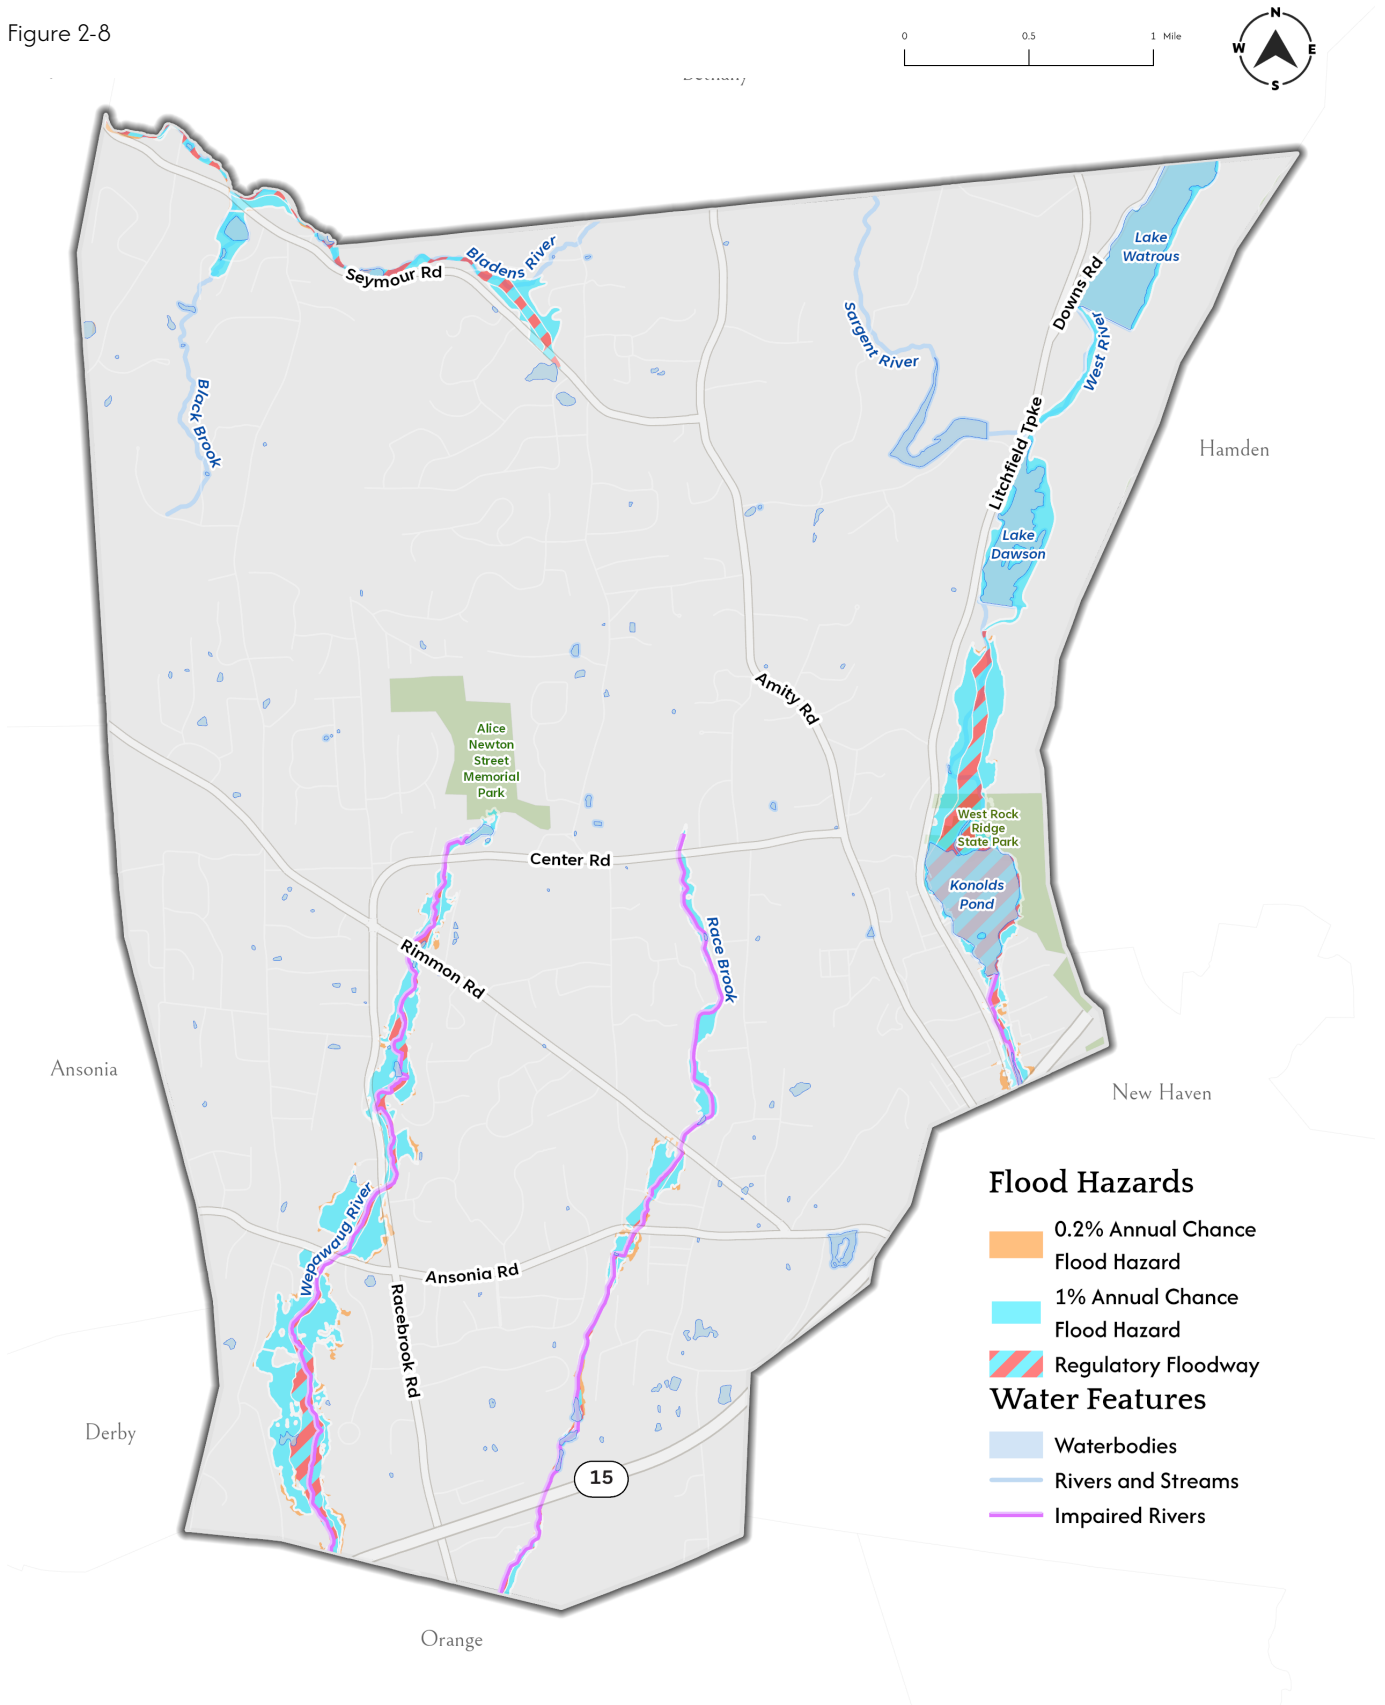 Figure 2-8
0
0.5
1 Mile
N
W
E
S
Bethany
Bladens River
Seymour Rd
Black Brook
Sargent River
Downs Rd
Lake
Watrous
West River
Litchfield Tpke
Hamden
Lake
Dawson
Amity Rd
Alice
Newton
Street
Memorial
Park
West Rock
Ridge
State Park
Center Rd
Konolds
Pond
Race Brook
Rimmon Rd
Ansonia
New Haven
Wepawaug River
Ansonia Rd
Racebrook Rd
Derby
15
Orange
Flood Hazards
0.2% Annual Chance
Flood Hazard
1% Annual Chance
Flood Hazard
Regulatory Floodway
Water Features
Waterbodies
Rivers and Streams
Impaired Rivers